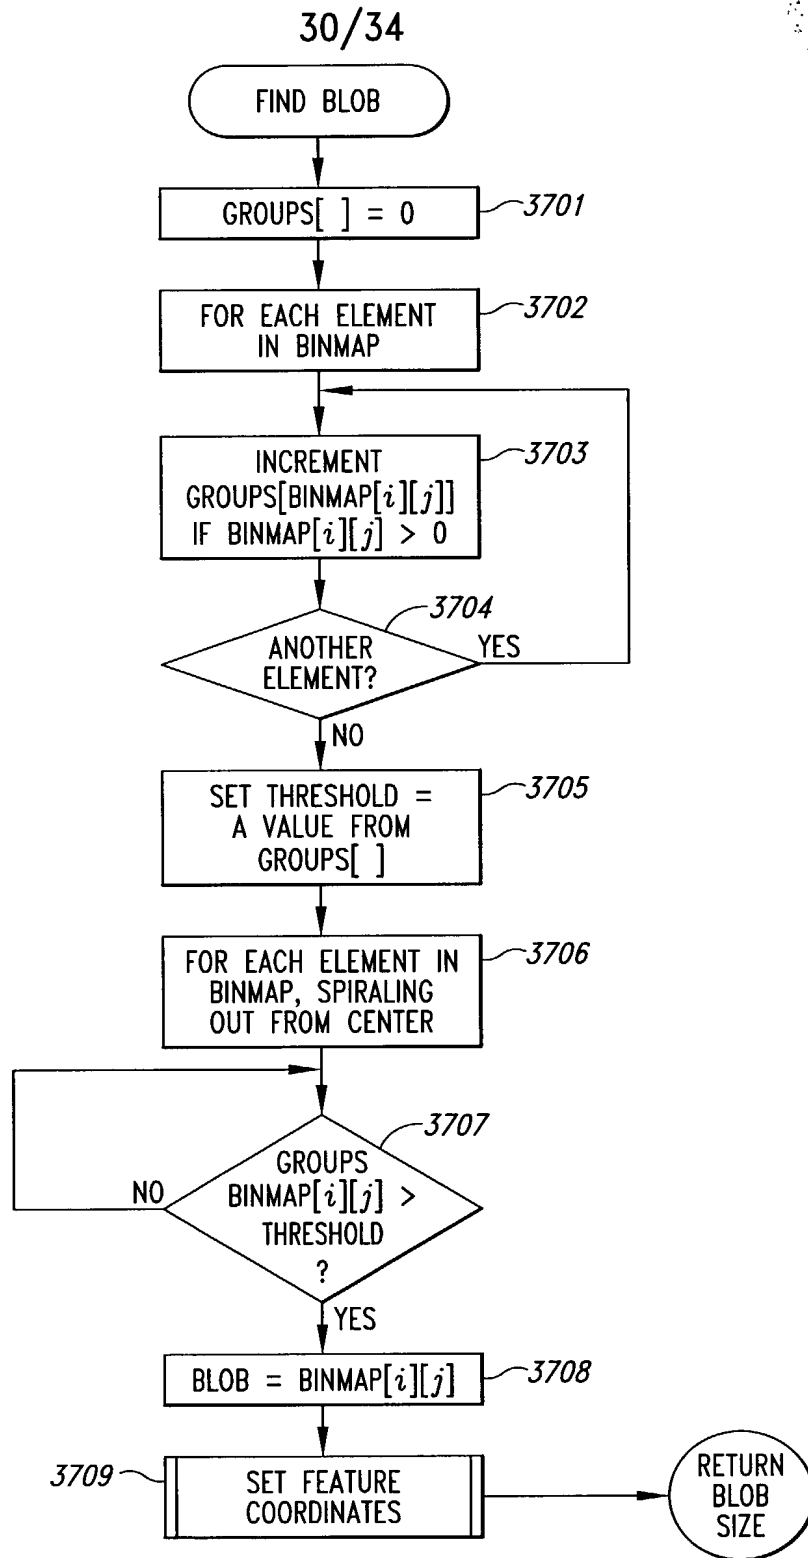 30/34
FIND BLOB
GROUPS[ ] = 0
3701
FOR EACH ELEMENT
IN BINMAP
3702
INCREMENT
GROUPS[BINMAP[i][j]]
IF BINMAP[i][j] > 0
3703
3704
ANOTHER
ELEMENT?
YES
NO
SET THRESHOLD =
A VALUE FROM
GROUPS[ ]
3705
FOR EACH ELEMENT IN
BINMAP, SPIRALING
OUT FROM CENTER
3706
3707
GROUPS
BINMAP[i][j] >
THRESHOLD
?
NO
YES
BLOB = BINMAP[i][j]
3708
3709
SET FEATURE
COORDINATES
RETURN
BLOB
SIZE